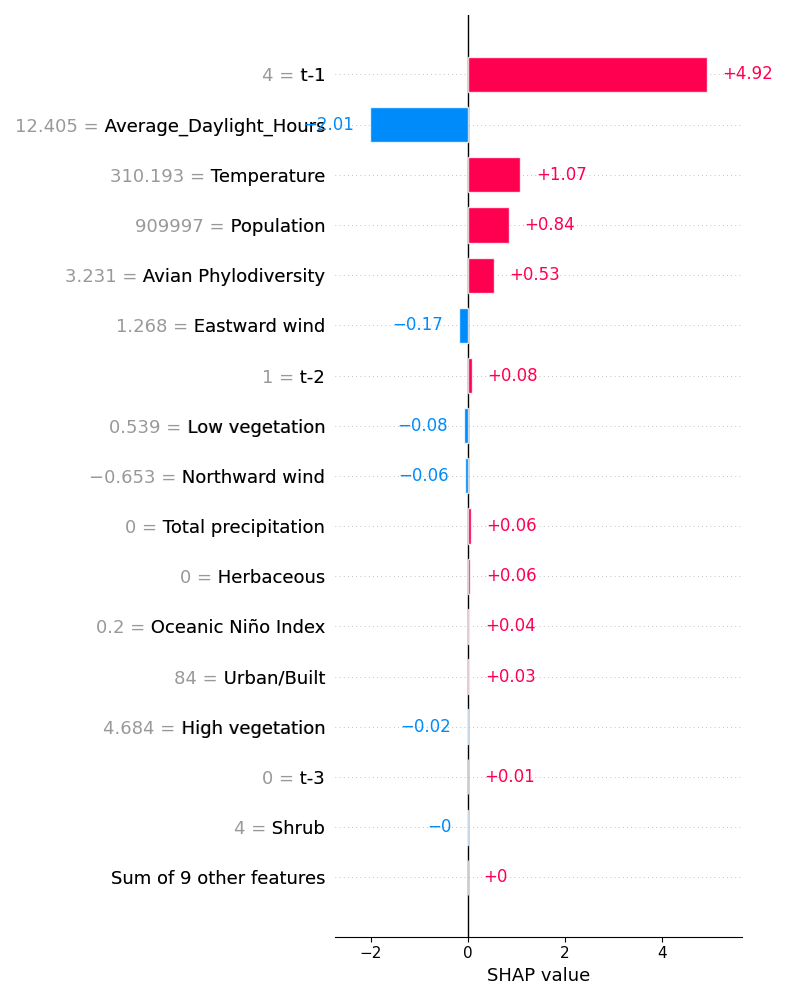 4 = t-1 +4.92
12.405 = Average_Daylight_Hours −2.01
310.193 = Temperature +1.07
909997 = Population +0.84
3.231 = Avian Phylodiversity +0.53
1.268 = Eastward wind −0.17
1 = t-2 +0.08
0.539 = Low vegetation −0.08
−0.653 = Northward wind −0.06
0 = Total precipitation +0.06
0 = Herbaceous +0.06
0.2 = Oceanic Niño Index +0.04
84 = Urban/Built +0.03
4.684 = High vegetation −0.02
0 = t-3 +0.01
4 = Shrub −0
Sum of 9 other features +0
−2 0 2 4
SHAP value